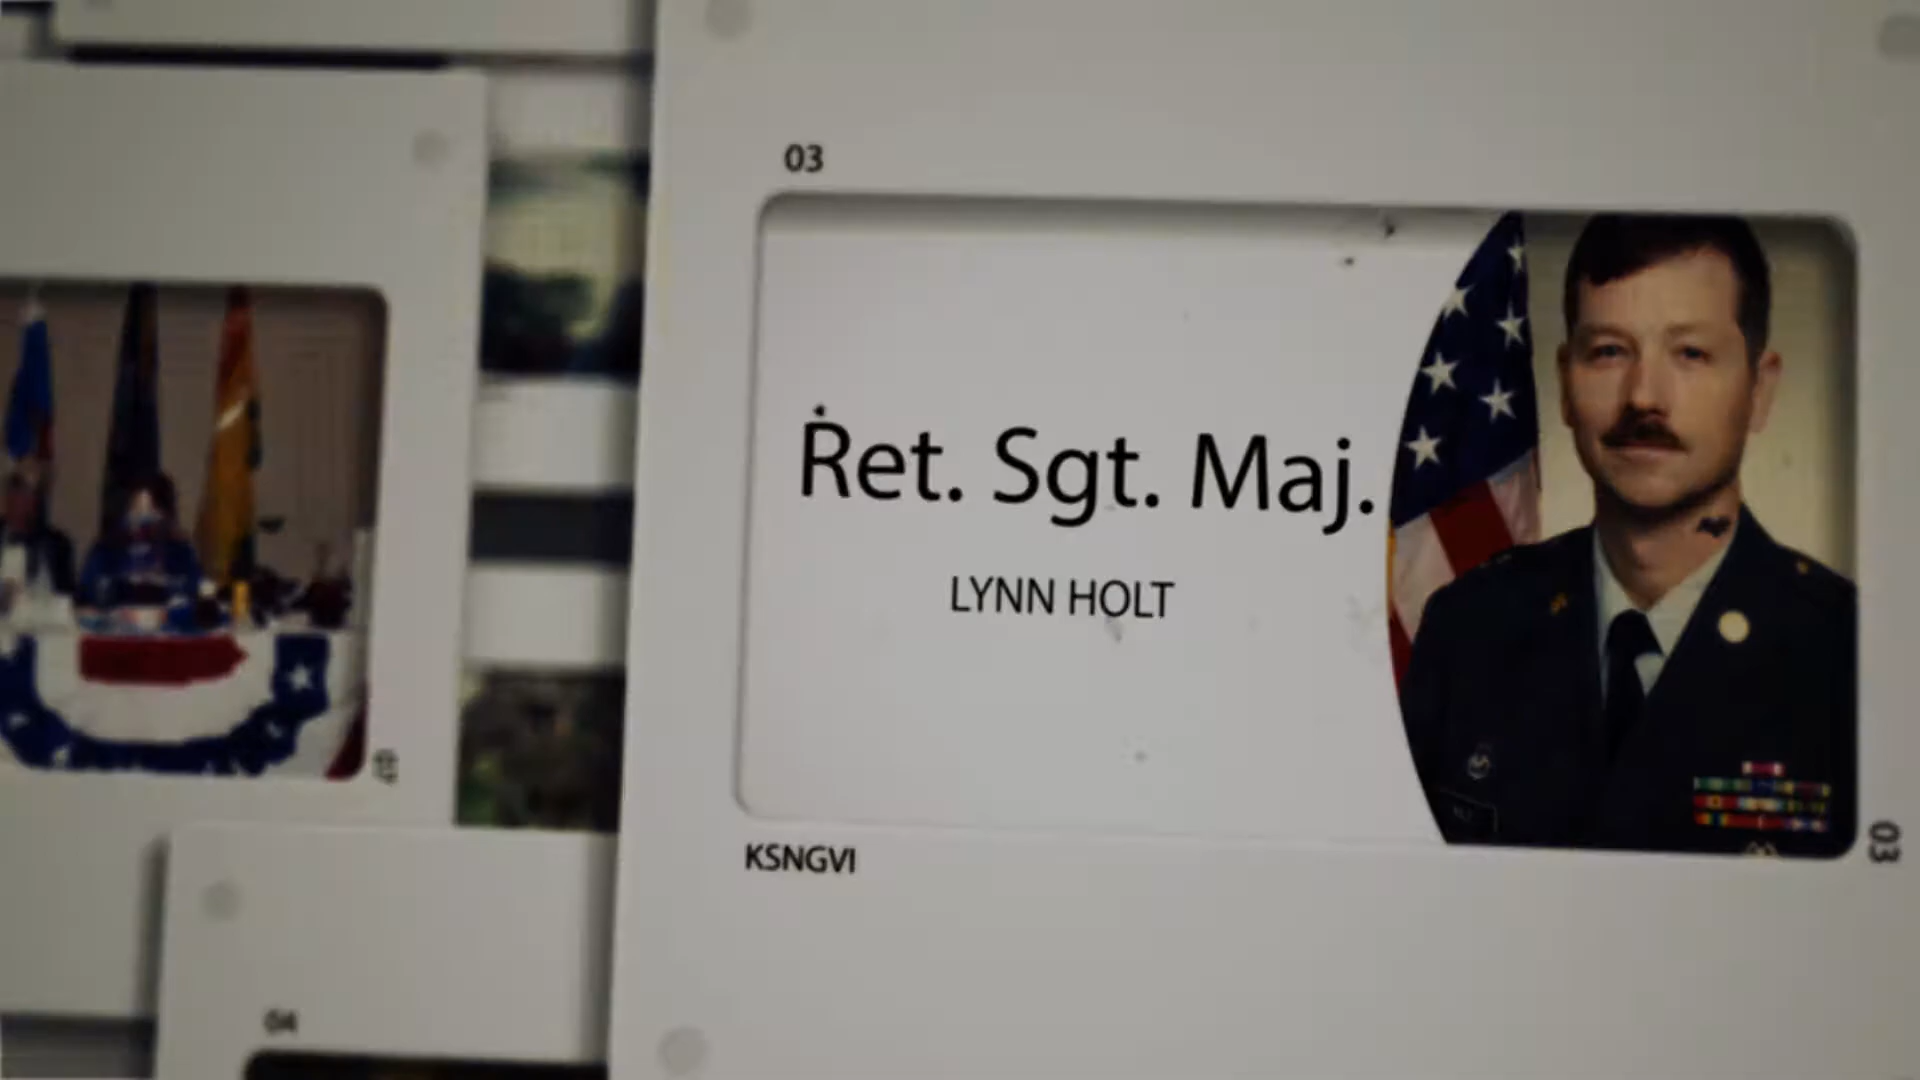 03
Ret. Sgt. Maj.
LYNN HOLT
KSNGVI
03
04